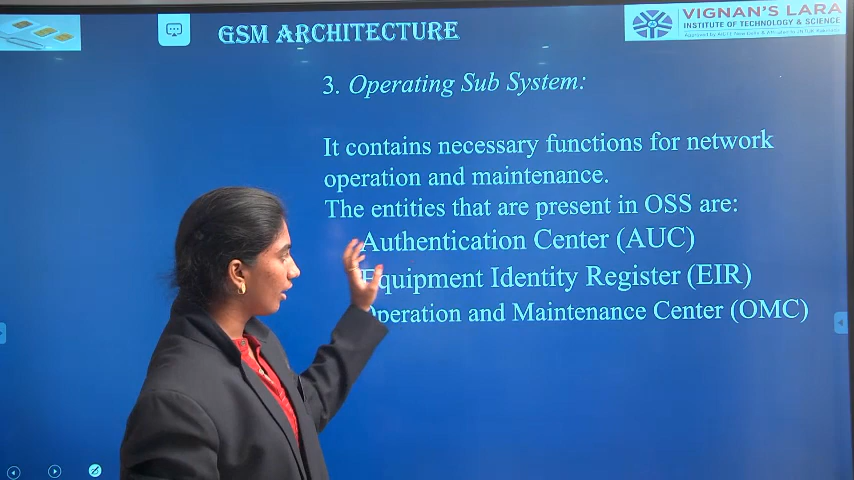 GSM ARCHITECTURE
VIGNAN'S LARA
INSTITUTE OF TECHNOLOGY & SCIENCE
3. Operating Sub System:
It contains necessary functions for network
operation and maintenance.
The entities that are present in OSS are:
Authentication Center (AUC)
Equipment Identity Register (EIR)
Operation and Maintenance Center (OMC)